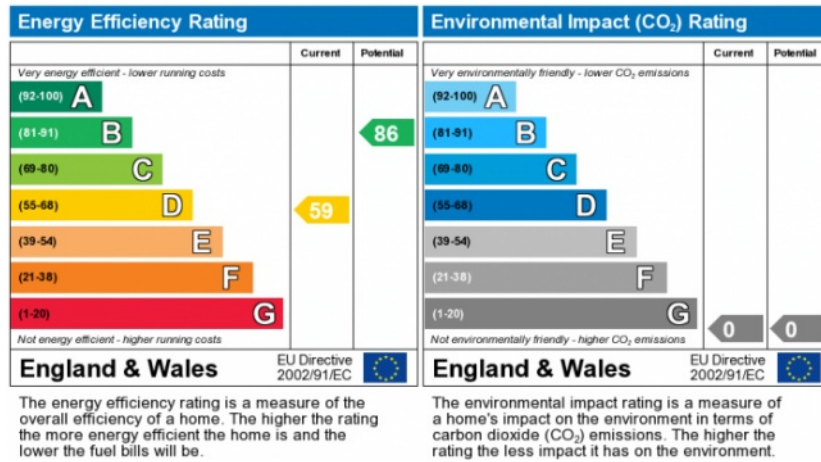 Energy Efficiency Rating
Current Potential
Very energy efficient - lower running costs
(92-100) A
(81-91) B
86
(69-80) C
(55-68) D
59
(39-54) E
(21-38) F
(1-20) G
Not energy efficient - higher running costs
England & Wales
EU Directive
2002/91/EC
The energy efficiency rating is a measure of the
overall efficiency of a home. The higher the rating
the more energy efficient the home is and the
lower the fuel bills will be.
Environmental Impact (CO₂) Rating
Current Potential
Very environmentally friendly - lower CO₂ emissions
(92-100) A
(81-91) B
(69-80) C
(55-68) D
(39-54) E
(21-38) F
(1-20) G
0 0
Not environmentally friendly - higher CO₂ emissions
England & Wales
EU Directive
2002/91/EC
The environmental impact rating is a measure of
a home's impact on the environment in terms of
carbon dioxide (CO₂) emissions. The higher the
rating the less impact it has on the environment.